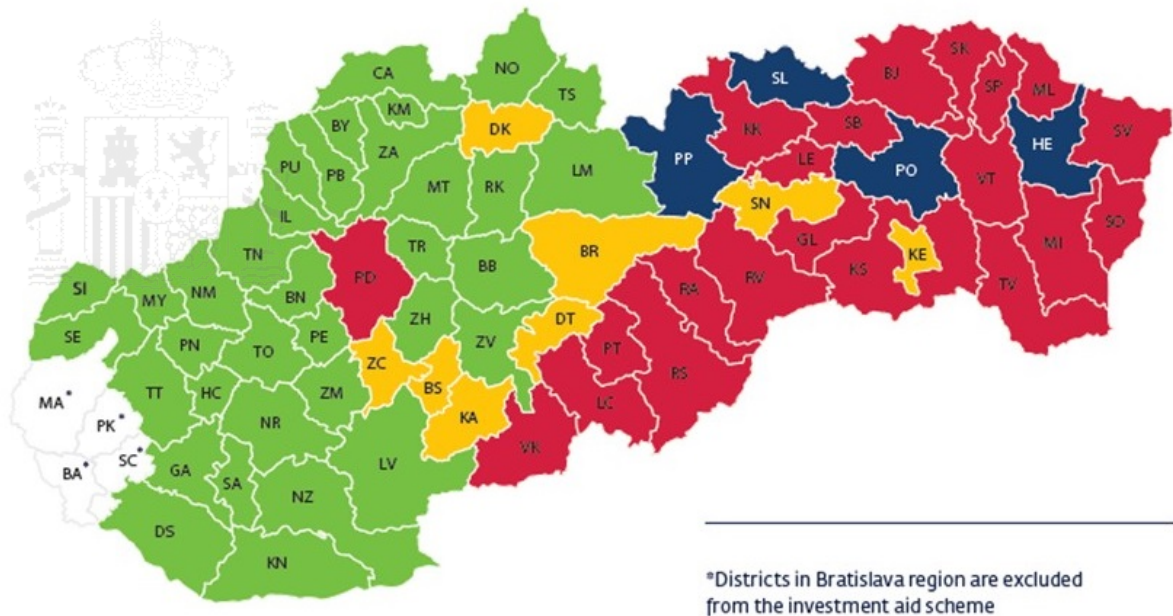 CA
NO
TS
KM
BY
DK
ZA
PU
PB
MT
RK
LM
IL
TN
TR
BB
BR
PD
SI
MY
NM
BN
SE
PN
TO
PE
ZH
ZV
DT
ZC
BS
KA
MA*
TT
HC
ZM
PK*
NR
BA*
SC*
GA
SA
LV
NZ
DS
KN
VK
LC
PT
RS
RA
RV
PP
SL
KK
LE
SB
BJ
SK
SP
ML
SV
HE
PO
VT
SN
GL
KS
KE
MI
SO
TV
*Districts in Bratislava region are excluded
from the investment aid scheme